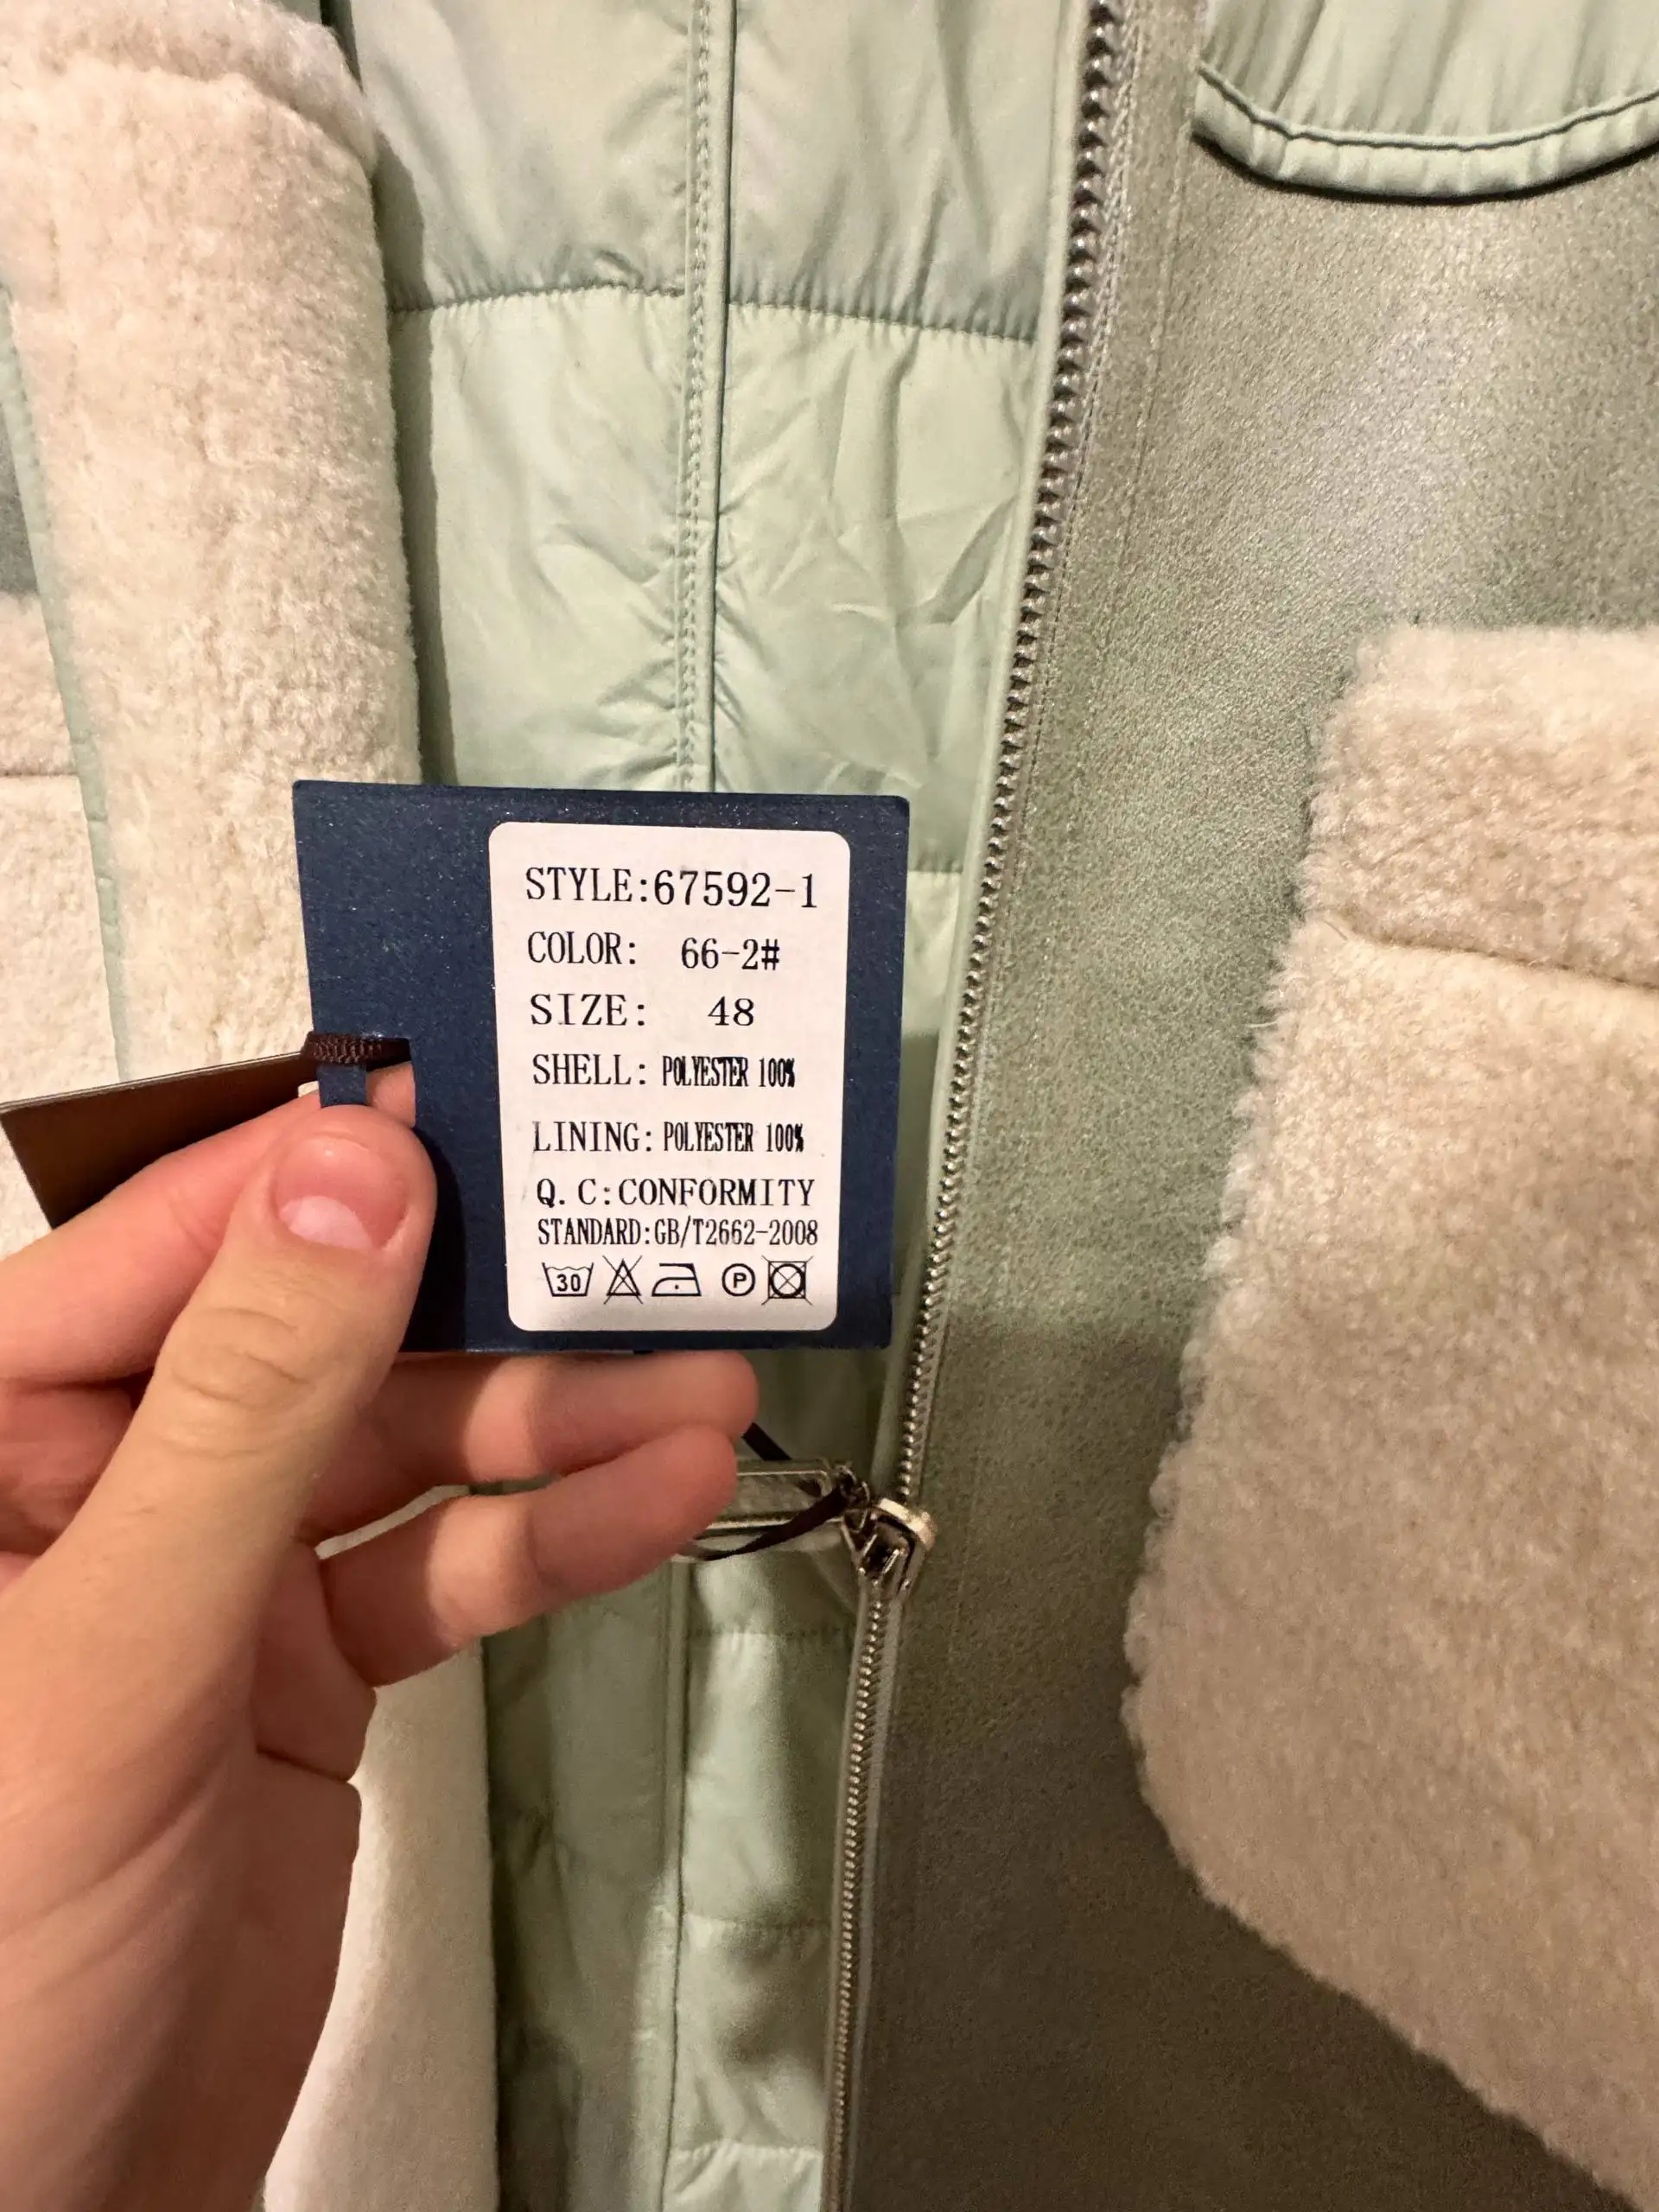 STYLE:67592-1
COLOR: 66-2#
SIZE: 48
SHELL: POLYESTER 100%
LINING: POLYESTER 100%
Q.C:CONFORMITY
STANDARD:GB/T2662-2008
30 P